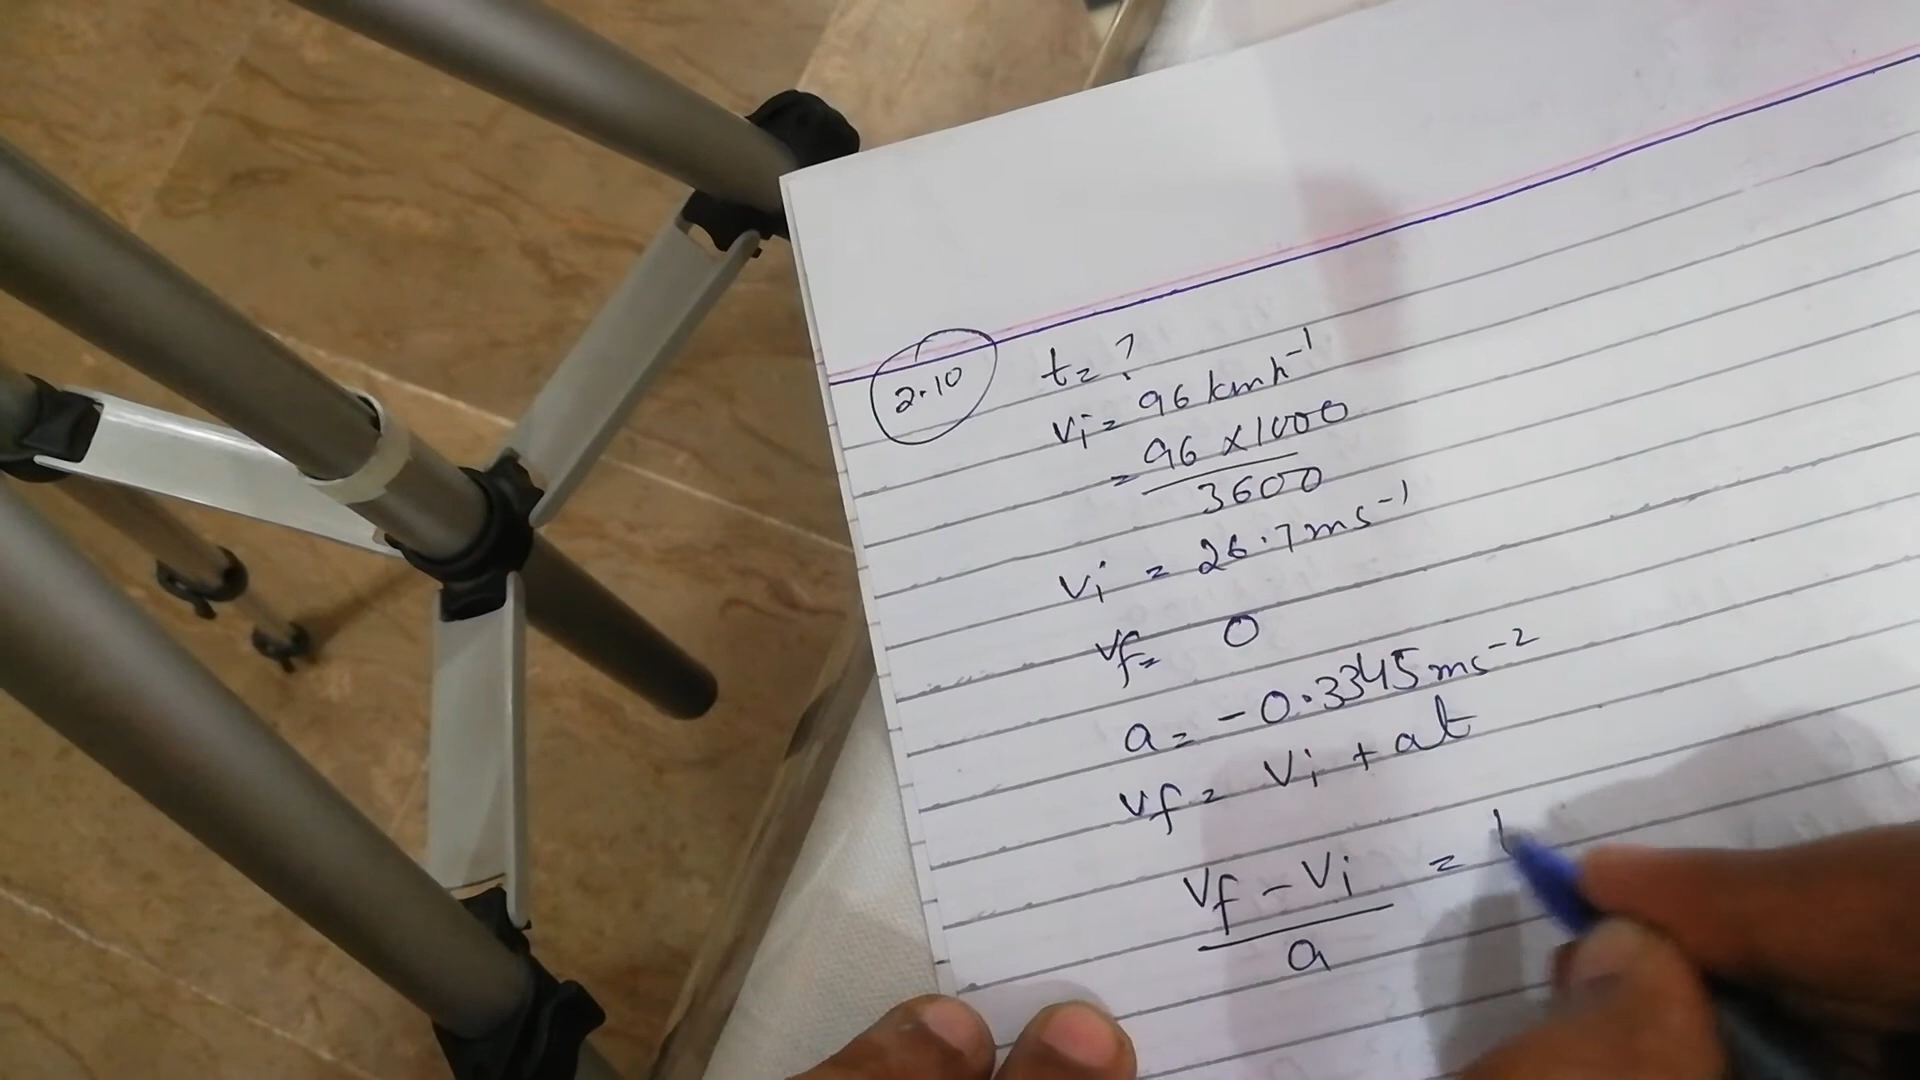 2.10
t = ?
Vi = 96 kmh⁻¹
= 96 x 1000
3600
Vi = 26.7 ms⁻¹
Vf = 0
a = -0.3345 ms⁻²
Vf = Vi + at
Vf - Vi =
a